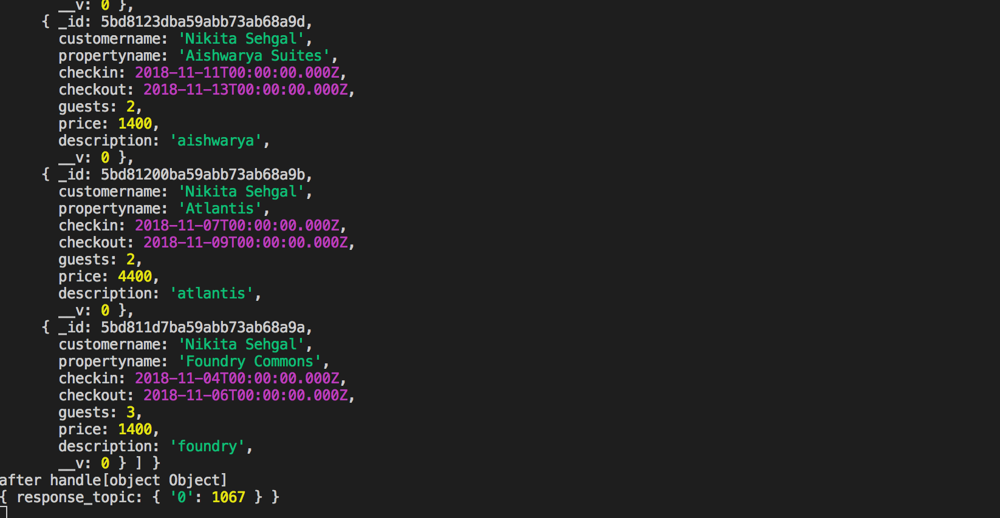 __v: 0 },
{ _id: 5bd8123dba59abb73ab68a9d,
customername: 'Nikita Sehgal',
propertyname: 'Aishwarya Suites',
checkin: 2018-11-11T00:00:00.000Z,
checkout: 2018-11-13T00:00:00.000Z,
guests: 2,
price: 1400,
description: 'aishwarya',
__v: 0 },
{ _id: 5bd81200ba59abb73ab68a9b,
customername: 'Nikita Sehgal',
propertyname: 'Atlantis',
checkin: 2018-11-07T00:00:00.000Z,
checkout: 2018-11-09T00:00:00.000Z,
guests: 2,
price: 4400,
description: 'atlantis',
__v: 0 },
{ _id: 5bd811d7ba59abb73ab68a9a,
customername: 'Nikita Sehgal',
propertyname: 'Foundry Commons',
checkin: 2018-11-04T00:00:00.000Z,
checkout: 2018-11-06T00:00:00.000Z,
guests: 3,
price: 1400,
description: 'foundry',
__v: 0 } ] }
after handle[object Object]
{ response_topic: { '0': 1067 } }